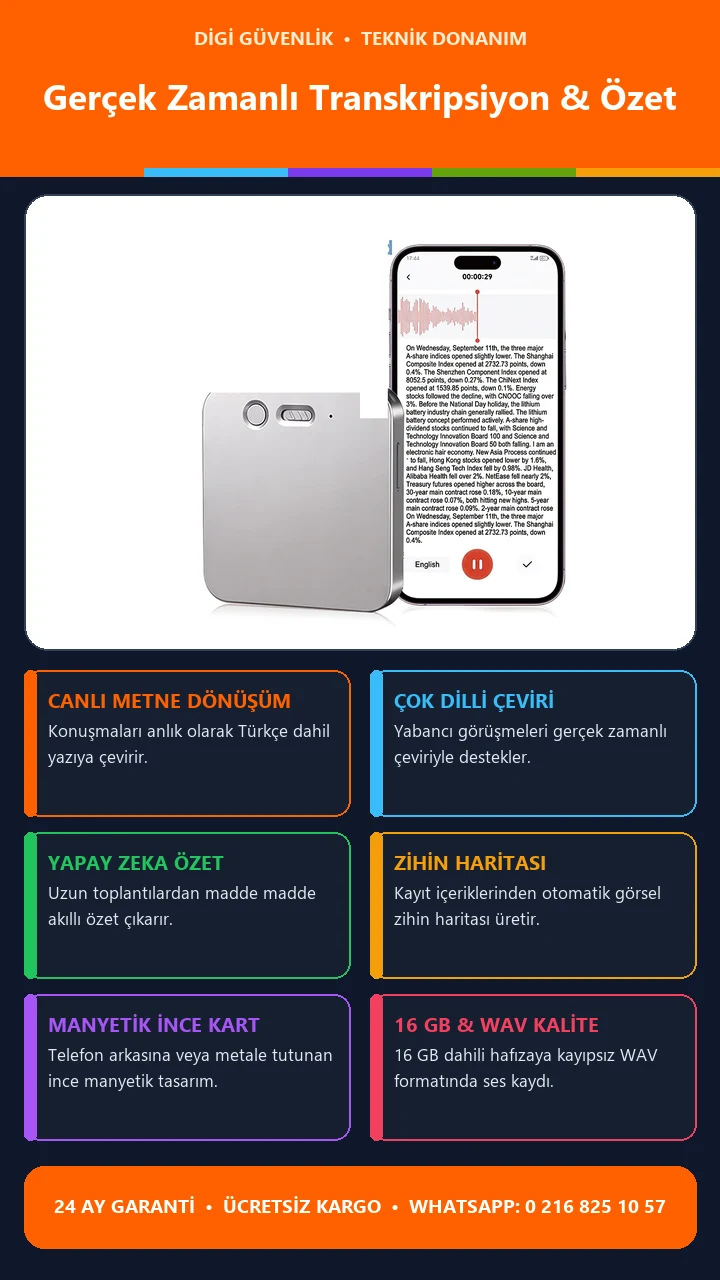 DİGİ GÜVENLİK • TEKNİK DONANIM
Gerçek Zamanlı Transkripsiyon & Özet
17:44
00:00:29
On Wednesday, September 11th, the three major
A-share indices opened slightly lower. The Shanghai
Composite Index opened at 2732.73 points, down
0.4%. The Shenzhen Component Index opened at
8052.5 points, down 0.27%. The ChiNext Index
opened at 1539.85 points, down 0.1%. Energy
stocks followed the decline, with CNOOC falling over
3%. Before the National Day holiday, the lithium
battery industry chain generally rallied. The lithium
battery concept performed actively. A-share high-
dividend stocks continued to fall, with Science and
Technology Innovation Board 100 and Science and
Technology Innovation Board 50 both falling. I am an
electronic hair economy. New Asia Process continued
to fall, Hong Kong stocks opened lower by 1.6%,
and Hang Seng Tech Index fell by 0.98%. JD Health,
Alibaba Health fell over 2%. NetEase fell nearly 2%,
Treasury futures opened higher across the board,
30-year main contract rose 0.18%, 10-year main
contract rose 0.07%, both hitting new highs. 5-year
main contract rose 0.09%. 2-year main contract rose
On Wednesday, September 11th, the three major
A-share indices opened slightly lower. The Shanghai
Composite Index opened at 2732.73 points, down
0.4%.
English
CANLI METNE DÖNÜŞÜM
Konuşmaları anlık olarak Türkçe dahil
yazıya çevirir.
ÇOK DİLLİ ÇEVİRİ
Yabancı görüşmeleri gerçek zamanlı
çeviriyle destekler.
YAPAY ZEKA ÖZET
Uzun toplantılardan madde madde
akıllı özet çıkarır.
ZİHİN HARİTASI
Kayıt içeriklerinden otomatik görsel
zihin haritası üretir.
MANYETİK İNCE KART
Telefon arkasına veya metale tutunan
ince manyetik tasarım.
16 GB & WAV KALİTE
16 GB dahili hafızaya kayıpsız WAV
formatında ses kaydı.
24 AY GARANTİ • ÜCRETSİZ KARGO • WHATSAPP: 0 216 825 10 57